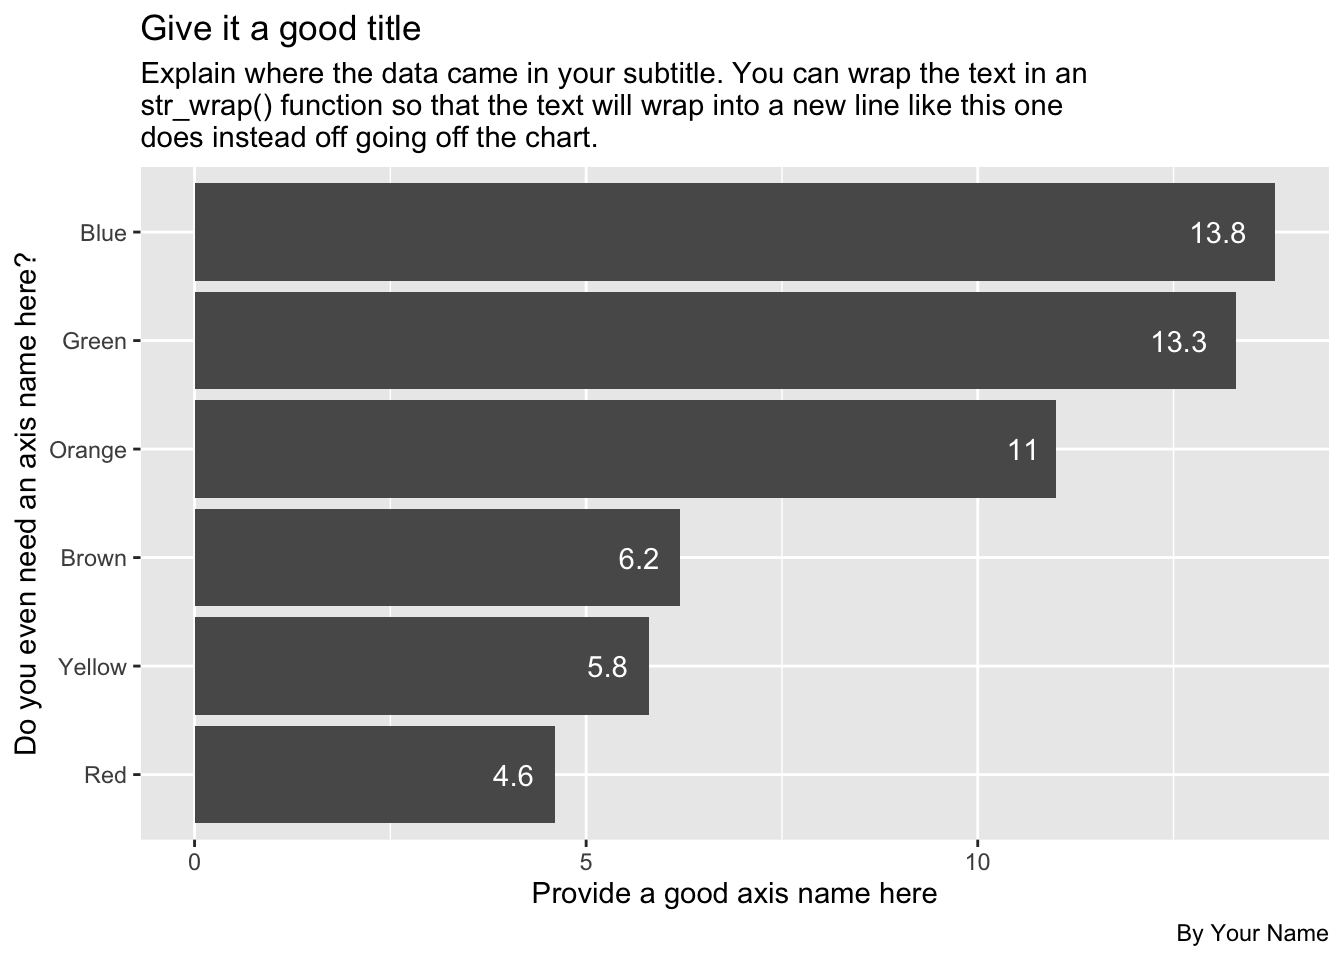 Give it a good title
Explain where the data came in your subtitle. You can wrap the text in an
str_wrap() function so that the text will wrap into a new line like this one
does instead off going off the chart.
Do you even need an axis name here?
Blue
13.8
Green
13.3
Orange
11
Brown
6.2
Yellow
5.8
Red
4.6
0
5
10
Provide a good axis name here
By Your Name